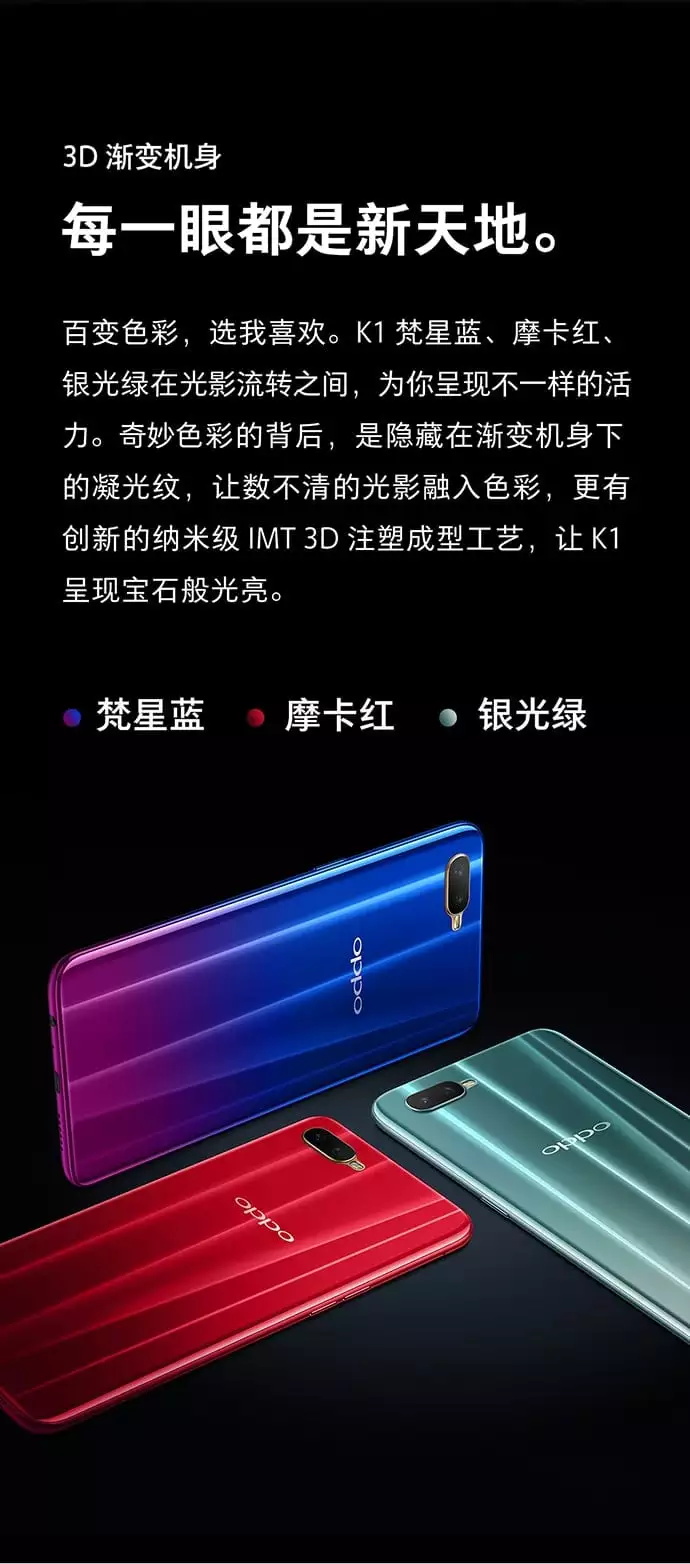 3D 渐变机身
每一眼都是新天地。
百变色彩，选我喜欢。K1 梵星蓝、摩卡红、
银光绿在光影流转之间，为你呈现不一样的活
力。奇妙色彩的背后，是隐藏在渐变机身下
的凝光纹，让数不清的光影融入色彩，更有
创新的纳米级 IMT 3D 注塑成型工艺，让 K1
呈现宝石般光亮。
梵星蓝 摩卡红 银光绿
oppo
oppo
oppo